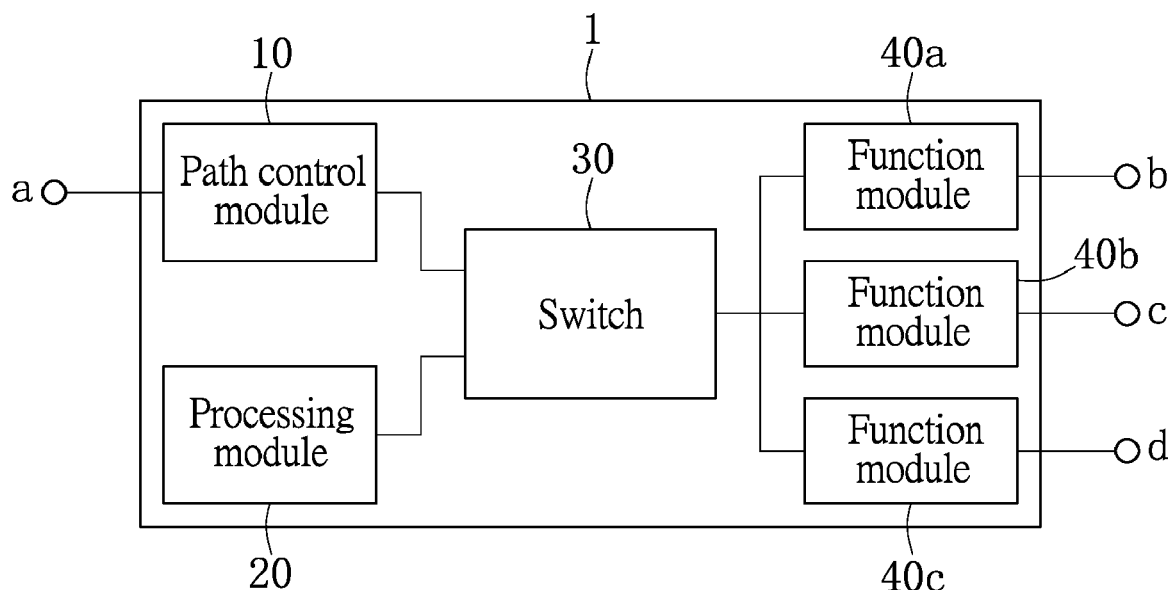 1
10
40a
Path control
module
a
30
Function
module
b
40b
Switch
Function
module
c
Processing
module
Function
module
d
20
40c